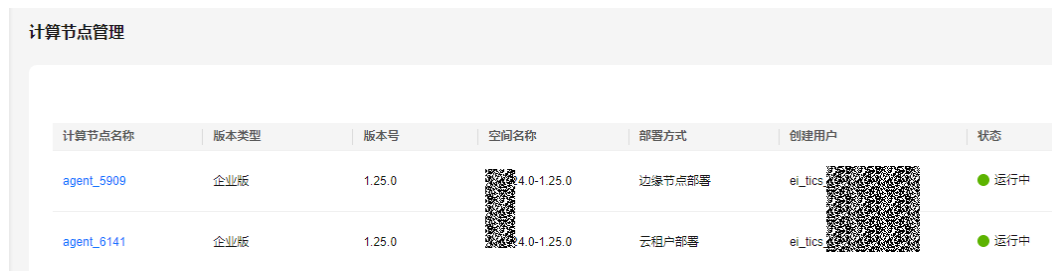 计算节点管理
计算节点名称 版本类型 版本号 空间名称 部署方式 创建用户 状态
agent_5909 企业版 1.25.0 4.0-1.25.0 边缘节点部署 ei_tics_ 运行中
agent_6141 企业版 1.25.0 4.0-1.25.0 云租户部署 ei_tics_ 运行中